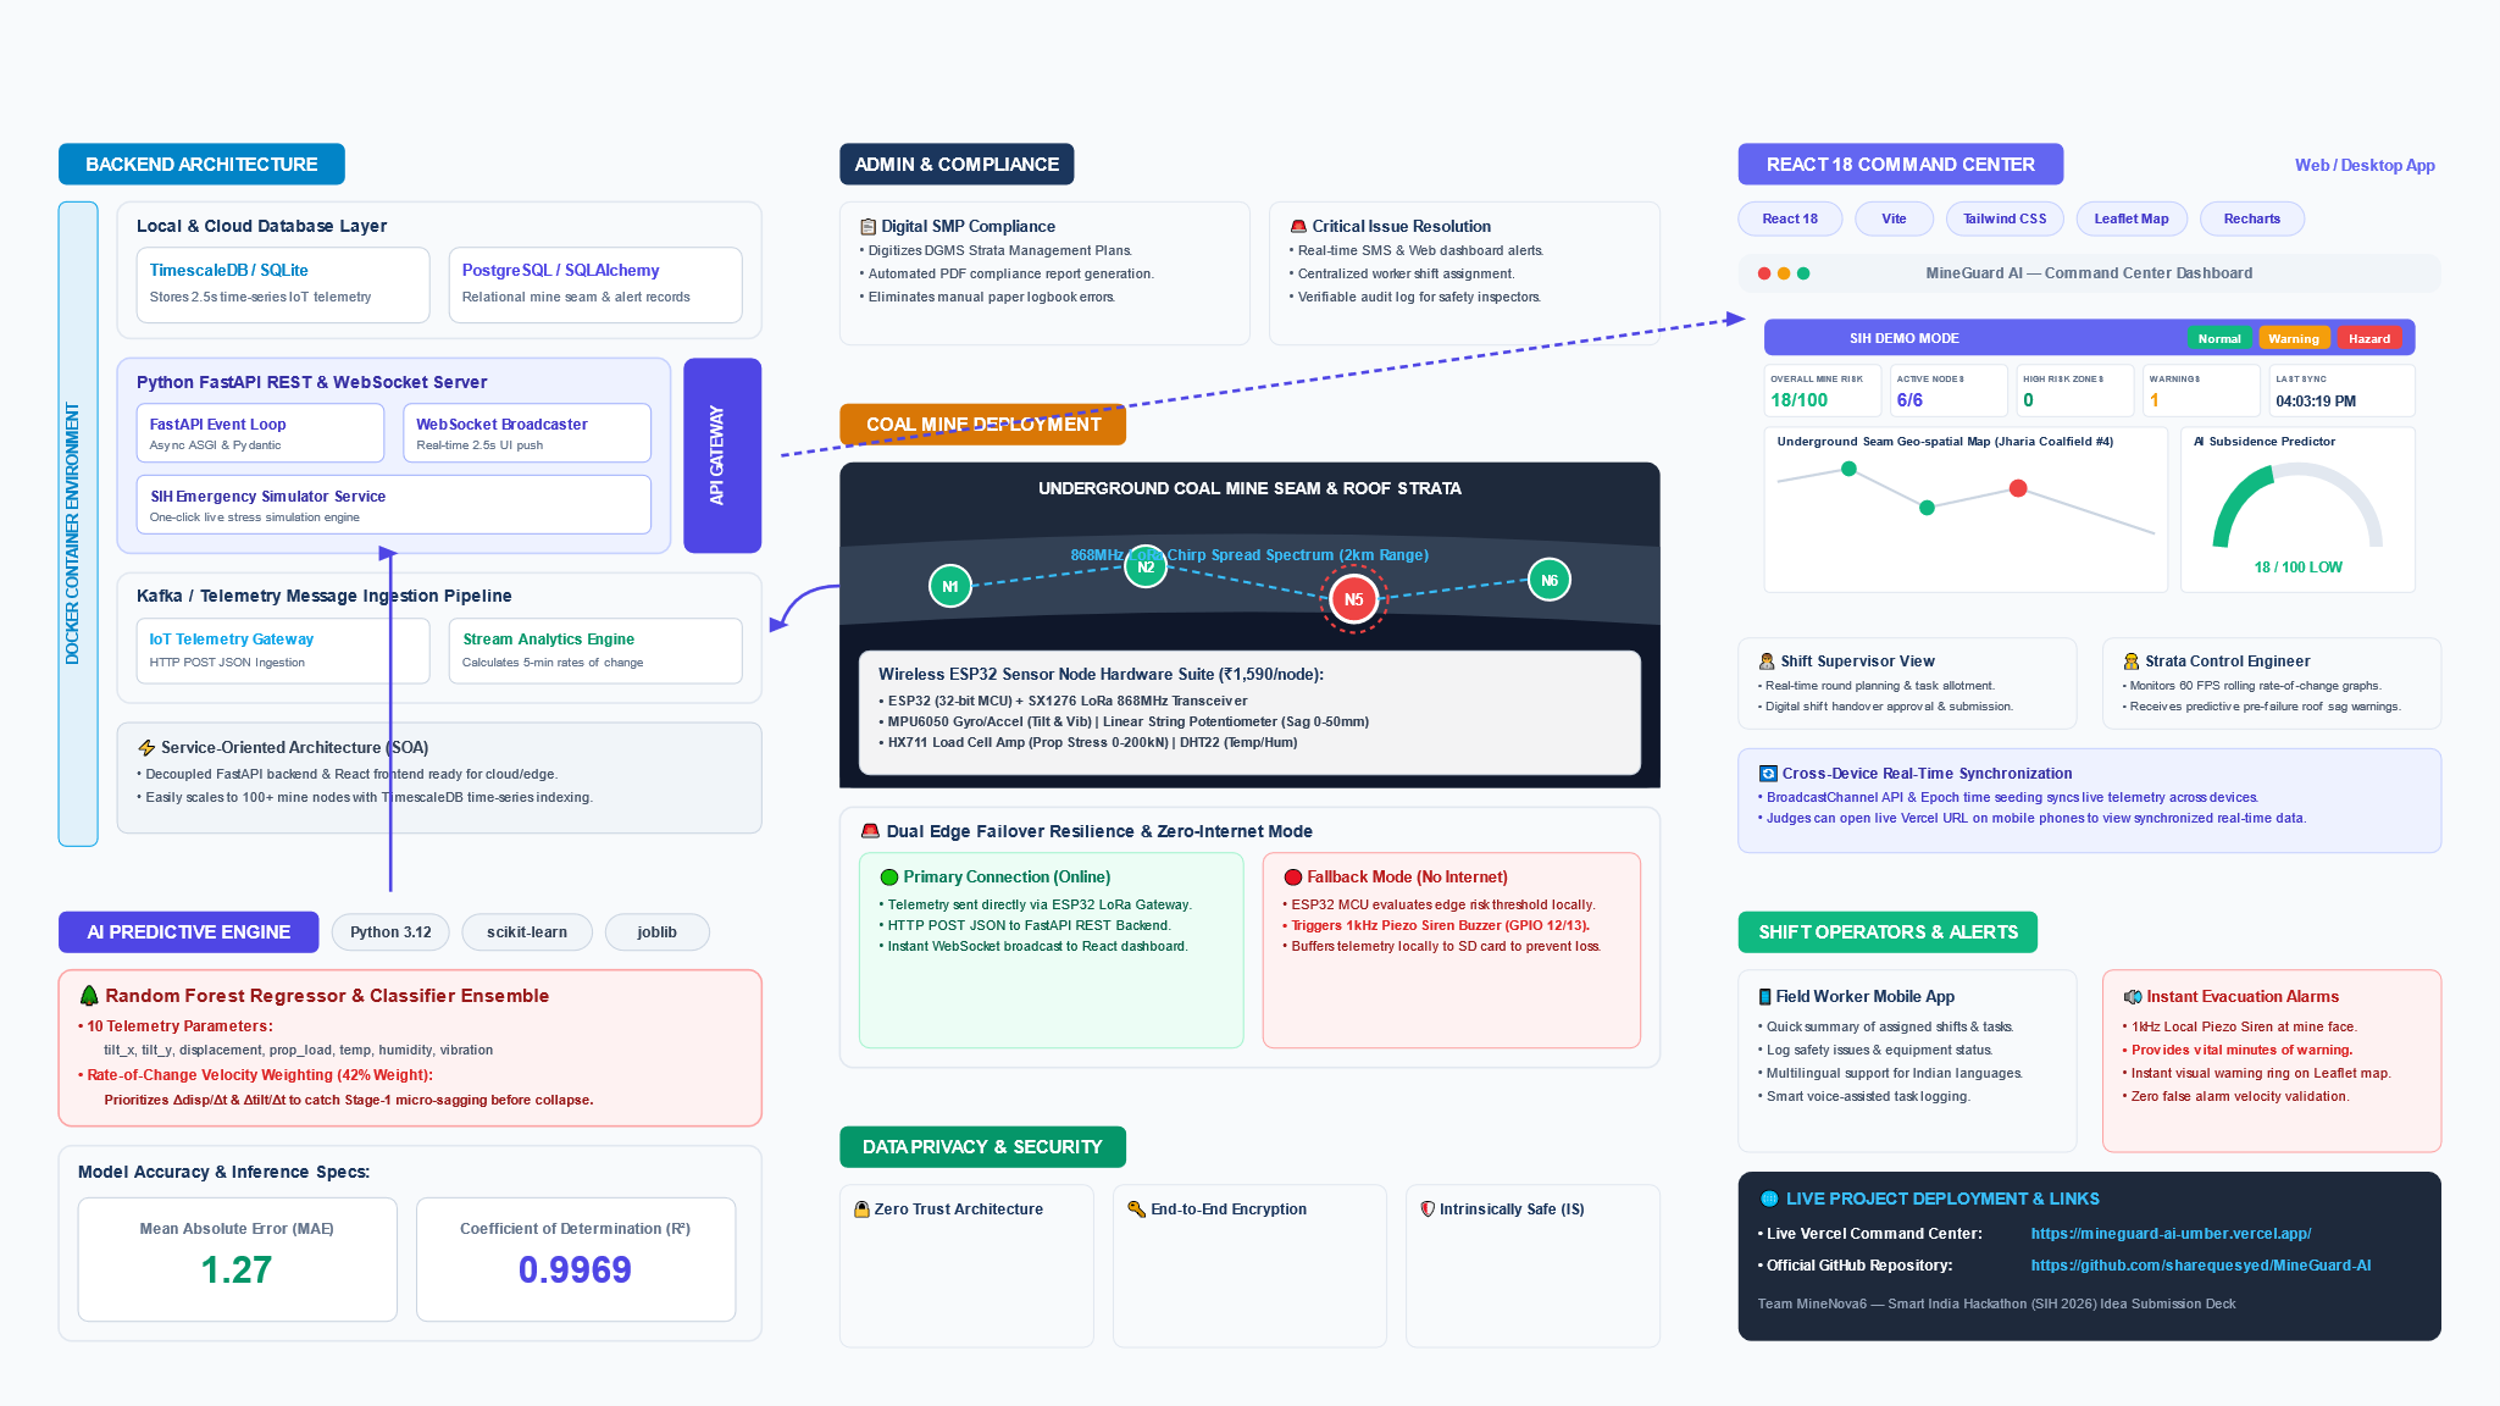 BACKEND ARCHITECTURE
DOCKER CONTAINER ENVIRONMENT
Local & Cloud Database Layer
TimescaleDB / SQLite
Stores 2.5s time-series IoT telemetry
PostgreSQL / SQLAlchemy
Relational mine seam & alert records
Python FastAPI REST & WebSocket Server
FastAPI Event Loop
Async ASGI & Pydantic
WebSocket Broadcaster
Real-time 2.5s UI push
SIH Emergency Simulator Service
One-click live stress simulation engine
API GATEWAY
Kafka / Telemetry Message Ingestion Pipeline
IoT Telemetry Gateway
HTTP POST JSON Ingestion
Stream Analytics Engine
Calculates 5-min rates of change
⚡ Service-Oriented Architecture (SOA)
• Decoupled FastAPI backend & React frontend ready for cloud/edge.
• Easily scales to 100+ mine nodes with TimescaleDB time-series indexing.
AI PREDICTIVE ENGINE
Python 3.12
scikit-learn
joblib
🌲 Random Forest Regressor & Classifier Ensemble
• 10 Telemetry Parameters:
tilt_x, tilt_y, displacement, prop_load, temp, humidity, vibration
• Rate-of-Change Velocity Weighting (42% Weight):
Prioritizes Δdisp/Δt & Δtilt/Δt to catch Stage-1 micro-sagging before collapse.
Model Accuracy & Inference Specs:
Mean Absolute Error (MAE)
1.27
Coefficient of Determination (R²)
0.9969
ADMIN & COMPLIANCE
📋 Digital SMP Compliance
• Digitizes DGMS Strata Management Plans.
• Automated PDF compliance report generation.
• Eliminates manual paper logbook errors.
🚨 Critical Issue Resolution
• Real-time SMS & Web dashboard alerts.
• Centralized worker shift assignment.
• Verifiable audit log for safety inspectors.
COAL MINE DEPLOYMENT
UNDERGROUND COAL MINE SEAM & ROOF STRATA
868MHz LoRa Chirp Spread Spectrum (2km Range)
N1
N2
N5
N6
Wireless ESP32 Sensor Node Hardware Suite (₹1,590/node):
• ESP32 (32-bit MCU) + SX1276 LoRa 868MHz Transceiver
• MPU6050 Gyro/Accel (Tilt & Vib) | Linear String Potentiometer (Sag 0-50mm)
• HX711 Load Cell Amp (Prop Stress 0-200kN) | DHT22 (Temp/Hum)
🚨 Dual Edge Failover Resilience & Zero-Internet Mode
🟢 Primary Connection (Online)
• Telemetry sent directly via ESP32 LoRa Gateway.
• HTTP POST JSON to FastAPI REST Backend.
• Instant WebSocket broadcast to React dashboard.
🔴 Fallback Mode (No Internet)
• ESP32 MCU evaluates edge risk threshold locally.
• Triggers 1kHz Piezo Siren Buzzer (GPIO 12/13).
• Buffers telemetry locally to SD card to prevent loss.
DATA PRIVACY & SECURITY
🔒 Zero Trust Architecture
🔑 End-to-End Encryption
🛡 Intrinsically Safe (IS)
REACT 18 COMMAND CENTER
Web / Desktop App
React 18
Vite
Tailwind CSS
Leaflet Map
Recharts
MineGuard AI — Command Center Dashboard
SIH DEMO MODE
Normal
Warning
Hazard
OVERALL MINE RISK
18/100
ACTIVE NODES
6/6
HIGH RISK ZONES
0
WARNINGS
1
LAST SYNC
04:03:19 PM
Underground Seam Geo-spatial Map (Jharia Coalfield #4)
AI Subsidence Predictor
18 / 100 LOW
Shift Supervisor View
• Real-time round planning & task allotment.
• Digital shift handover approval & submission.
Strata Control Engineer
• Monitors 60 FPS rolling rate-of-change graphs.
• Receives predictive pre-failure roof sag warnings.
🔄 Cross-Device Real-Time Synchronization
• BroadcastChannel API & Epoch time seeding syncs live telemetry across devices.
• Judges can open live Vercel URL on mobile phones to view synchronized real-time data.
SHIFT OPERATORS & ALERTS
📱 Field Worker Mobile App
• Quick summary of assigned shifts & tasks.
• Log safety issues & equipment status.
• Multilingual support for Indian languages.
• Smart voice-assisted task logging.
🔊 Instant Evacuation Alarms
• 1kHz Local Piezo Siren at mine face.
• Provides vital minutes of warning.
• Instant visual warning ring on Leaflet map.
• Zero false alarm velocity validation.
🌐 LIVE PROJECT DEPLOYMENT & LINKS
• Live Vercel Command Center: https://mineguard-ai-umber.vercel.app/
• Official GitHub Repository: https://github.com/sharequesyed/MineGuard-AI
Team MineNova6 — Smart India Hackathon (SIH 2026) Idea Submission Deck